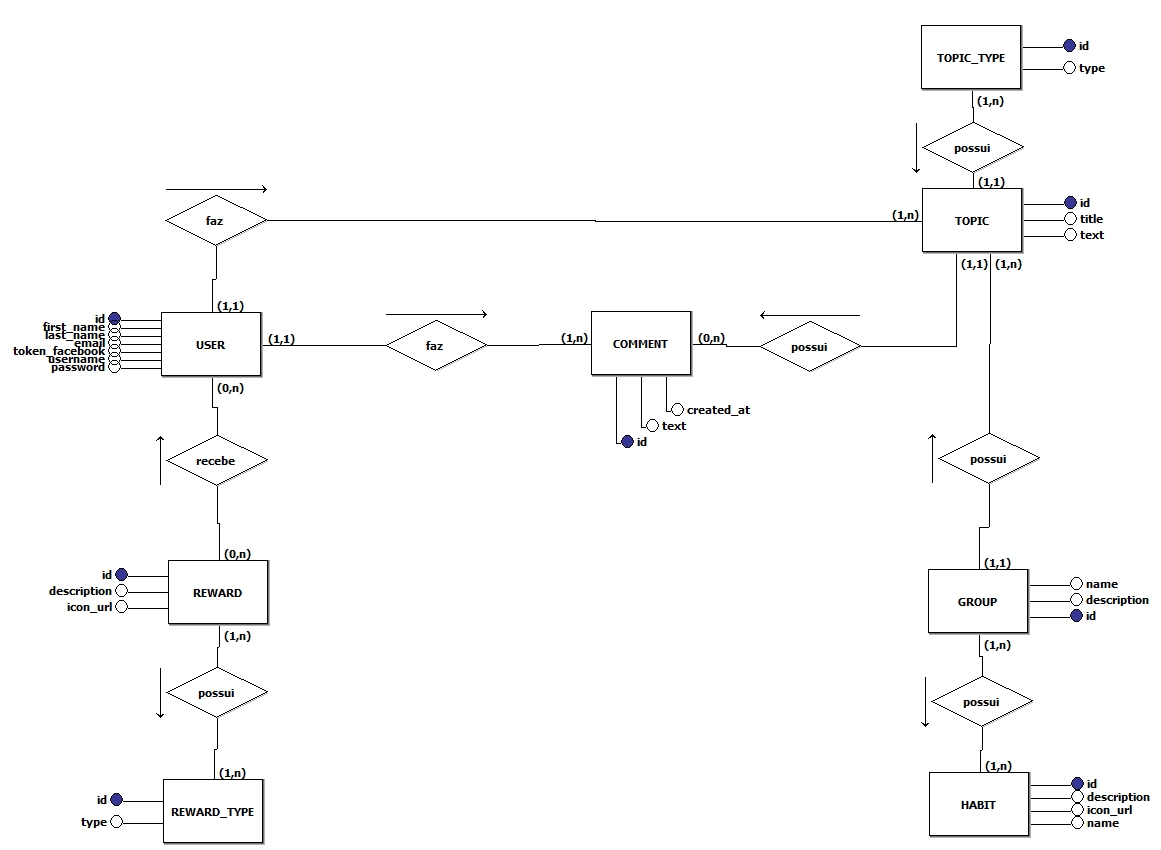 TOPIC_TYPE
id
type
(1,n)
possui
(1,1)
faz
(1,n)
TOPIC
id
title
text
(1,1)
(1,n)
(1,1)
id
first_name
last_name
email
token_facebook
username
password
USER
(1,1)
faz
(1,n)
COMMENT
(0,n)
possui
(0,n)
created_at
text
id
recebe
possui
(0,n)
(1,1)
id
description
icon_url
REWARD
GROUP
name
description
id
(1,n)
(1,n)
possui
possui
(1,n)
(1,n)
id
type
REWARD_TYPE
HABIT
id
description
icon_url
name